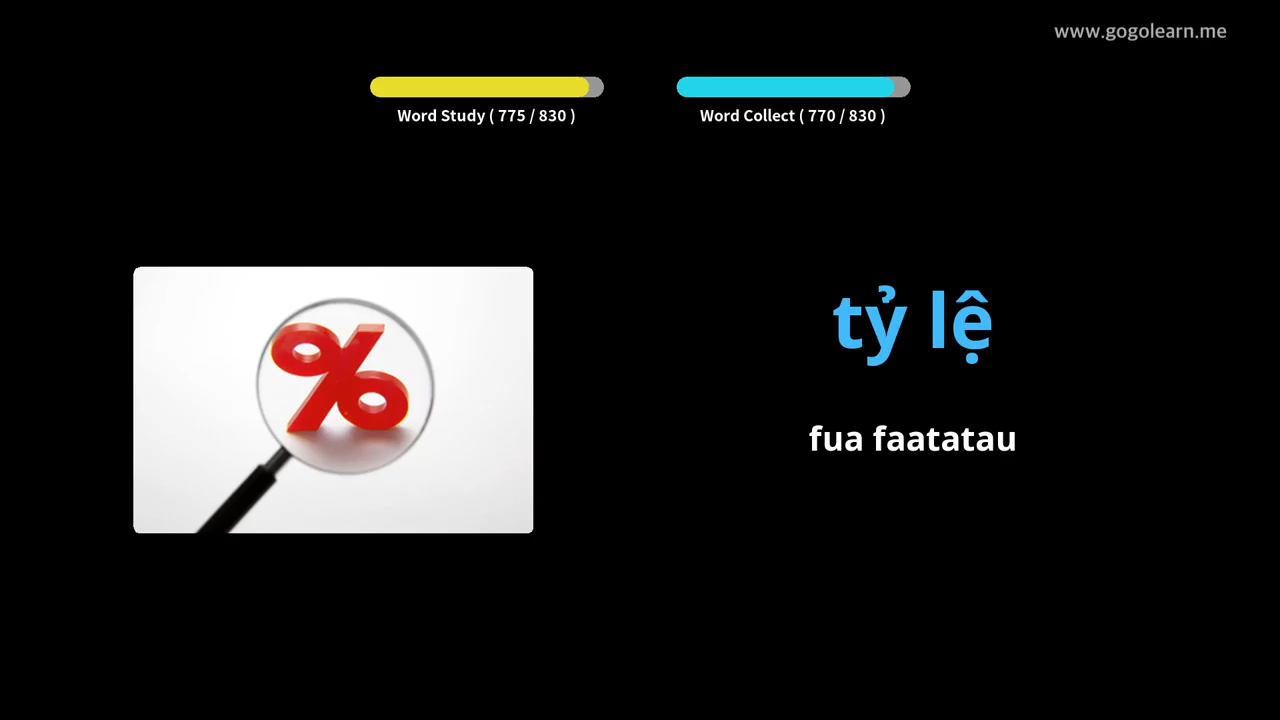 www.gogolearn.me
Word Study ( 775 / 830 )
Word Collect ( 770 / 830 )
%
tỷ lệ
fua faatatau